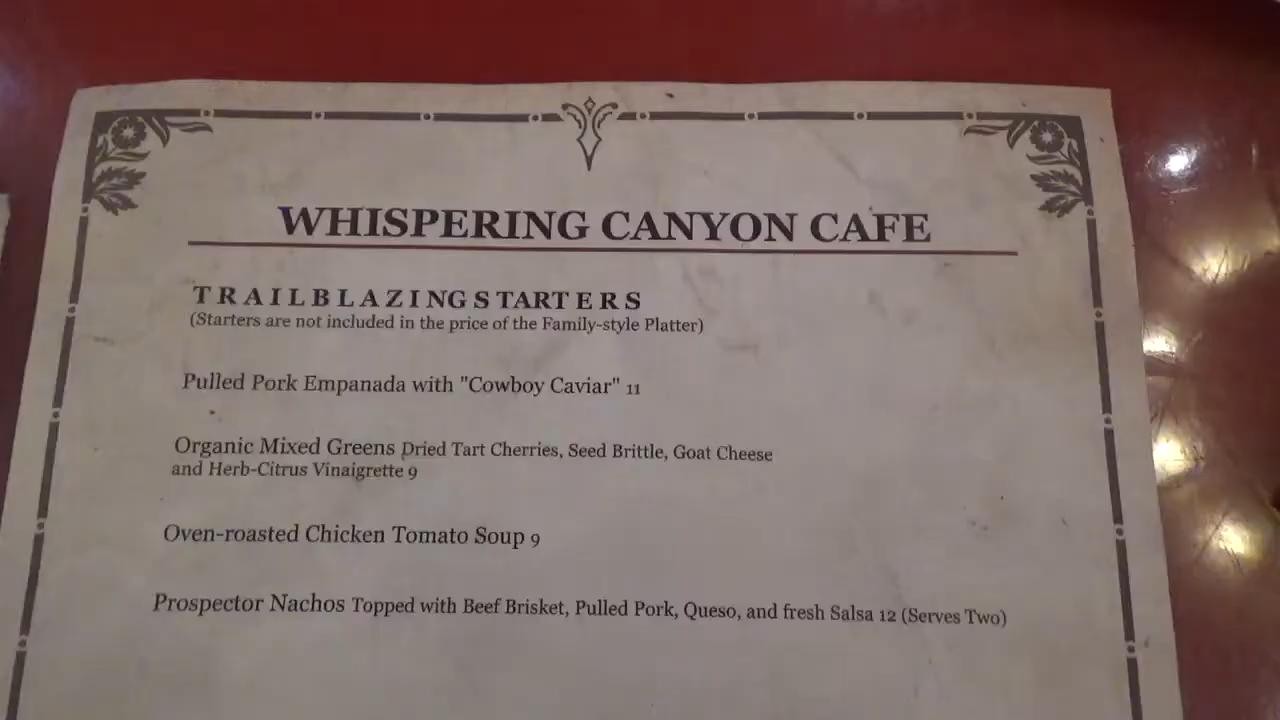 WHISPERING CANYON CAFE
TRAILBLAZING STARTERS
(Starters are not included in the price of the Family-style Platter)
Pulled Pork Empanada with "Cowboy Caviar" 11
Organic Mixed Greens Dried Tart Cherries, Seed Brittle, Goat Cheese
and Herb-Citrus Vinaigrette 9
Oven-roasted Chicken Tomato Soup 9
Prospector Nachos Topped with Beef Brisket, Pulled Pork, Queso, and fresh Salsa 12 (Serves Two)